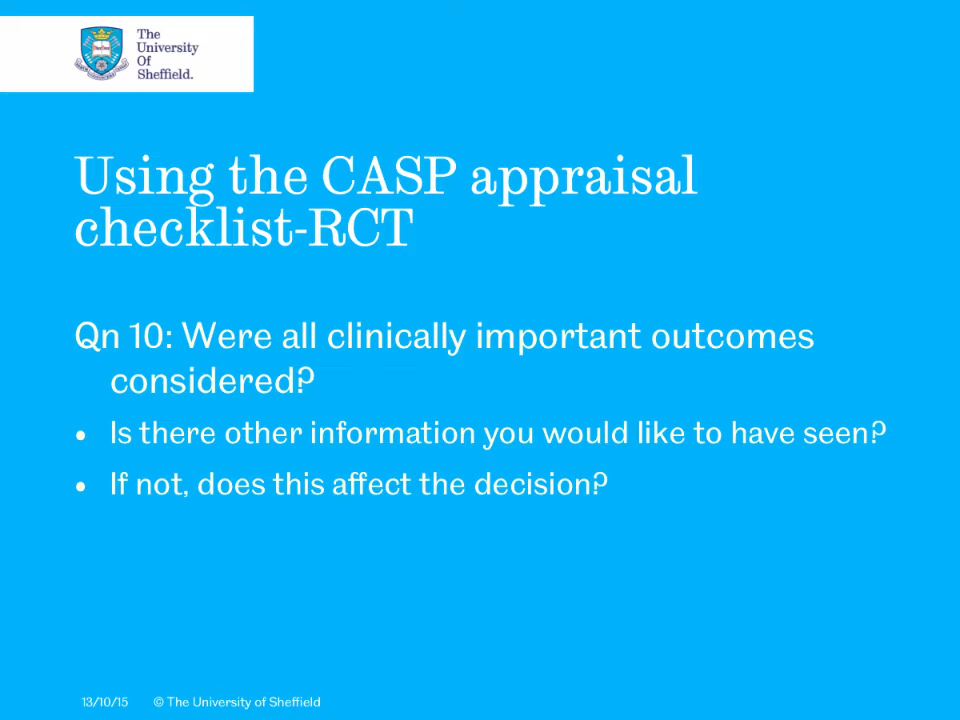 The
University
Of
Sheffield.
Using the CASP appraisal
checklist-RCT
Qn 10: Were all clinically important outcomes
considered?
• Is there other information you would like to have seen?
• If not, does this affect the decision?
13/10/15 © The University of Sheffield